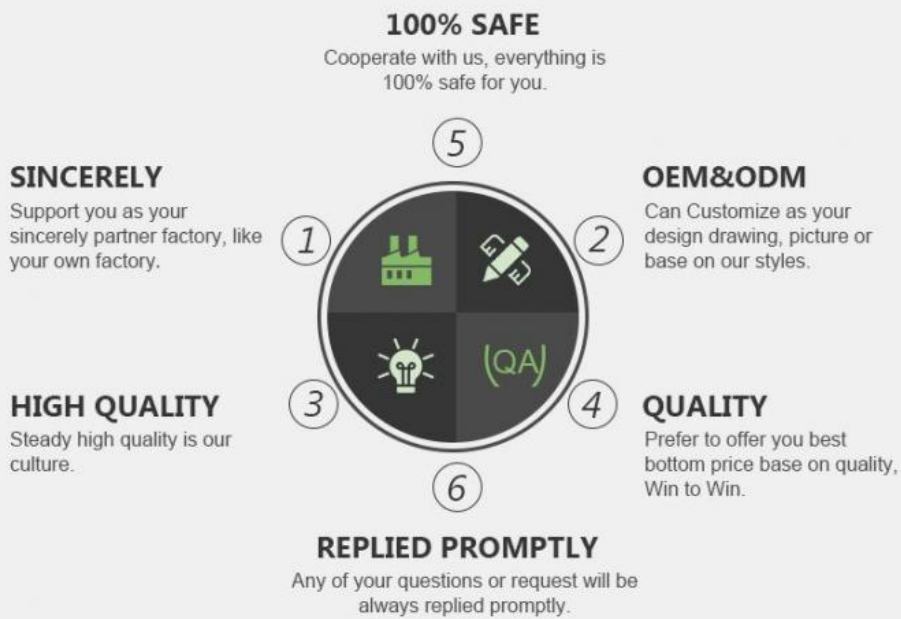 100% SAFE
Cooperate with us, everything is
100% safe for you.
5
SINCERELY
Support you as your
sincerely partner factory, like
your own factory.
1
2
OEM&ODM
Can Customize as your
design drawing, picture or
base on our styles.
(QA)
HIGH QUALITY
Steady high quality is our
culture.
3
4
QUALITY
Prefer to offer you best
bottom price base on quality,
Win to Win.
6
REPLIED PROMPTLY
Any of your questions or request will be
always replied promptly.